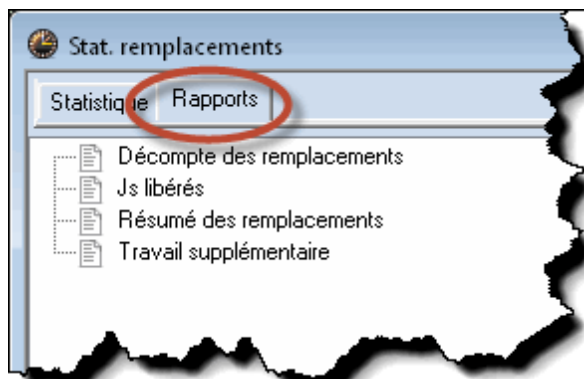 Stat. remplacements
Statistique Rapports
Décompte des remplacements
Js libérés
Résumé des remplacements
Travail supplémentaire